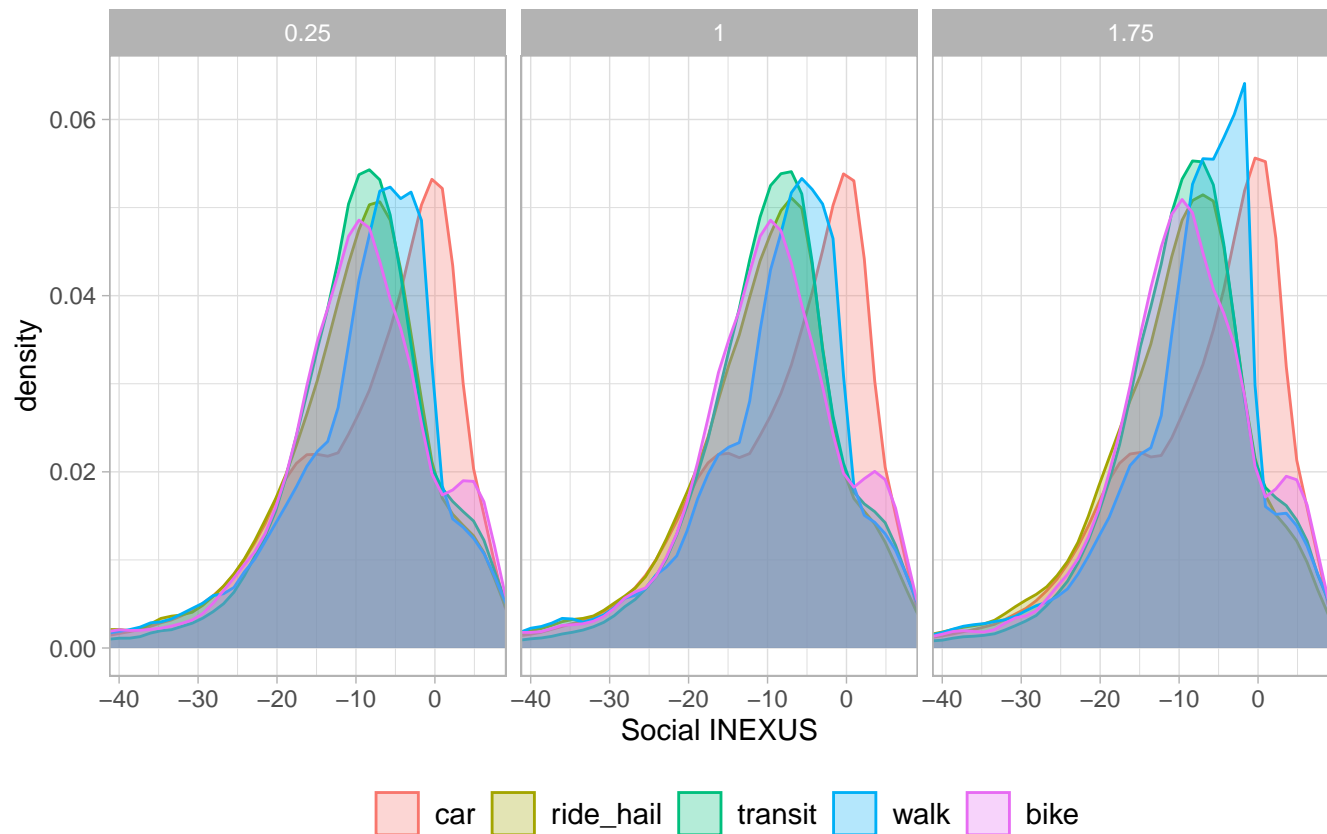 0.25 1 1.75
0.06
0.04
0.02
0.00
density
−40 −30 −20 −10 0 −40 −30 −20 −10 0 −40 −30 −20 −10 0
Social INEXUS
car ride_hail transit walk bike